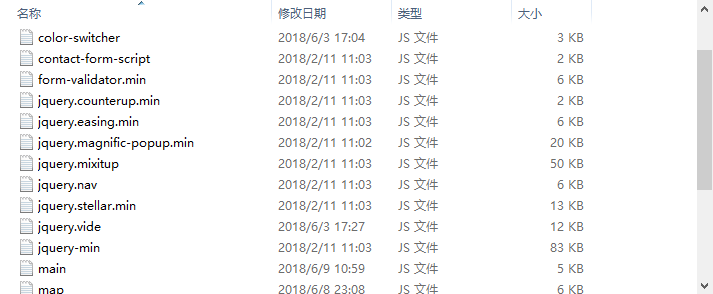 名称 修改日期 类型 大小
color-switcher 2018/6/3 17:04 JS 文件 3 KB
contact-form-script 2018/2/11 11:03 JS 文件 2 KB
form-validator.min 2018/2/11 11:03 JS 文件 6 KB
jquery.counterup.min 2018/2/11 11:03 JS 文件 2 KB
jquery.easing.min 2018/2/11 11:03 JS 文件 6 KB
jquery.magnific-popup.min 2018/2/11 11:02 JS 文件 20 KB
jquery.mixitup 2018/2/11 11:03 JS 文件 50 KB
jquery.nav 2018/2/11 11:03 JS 文件 6 KB
jquery.stellar.min 2018/2/11 11:03 JS 文件 13 KB
jquery.vide 2018/6/3 17:27 JS 文件 12 KB
jquery-min 2018/2/11 11:03 JS 文件 83 KB
main 2018/6/9 10:59 JS 文件 5 KB
map 2018/6/8 23:08 JS 文件 6 KB